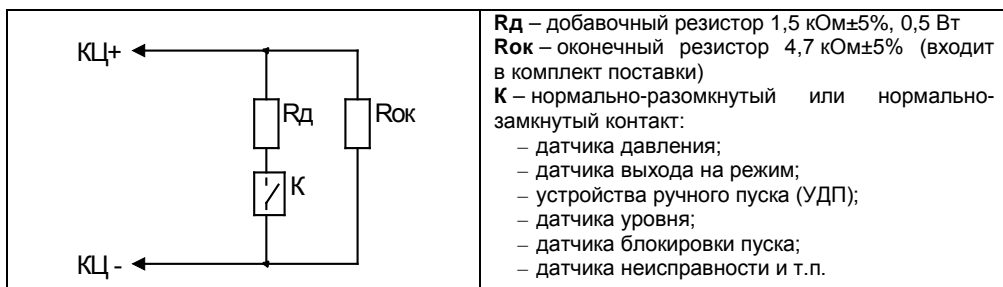 КЦ+
Rд
Rок
К
КЦ -
Rд – добавочный резистор 1,5 кОм±5%, 0,5 Вт
Rок – оконечный резистор 4,7 кОм±5% (входит
в комплект поставки)
К – нормально-разомкнутый или нормально-
замкнутый контакт:
– датчика давления;
– датчика выхода на режим;
– устройства ручного пуска (УДП);
– датчика уровня;
– датчика блокировки пуска;
– датчика неисправности и т.п.